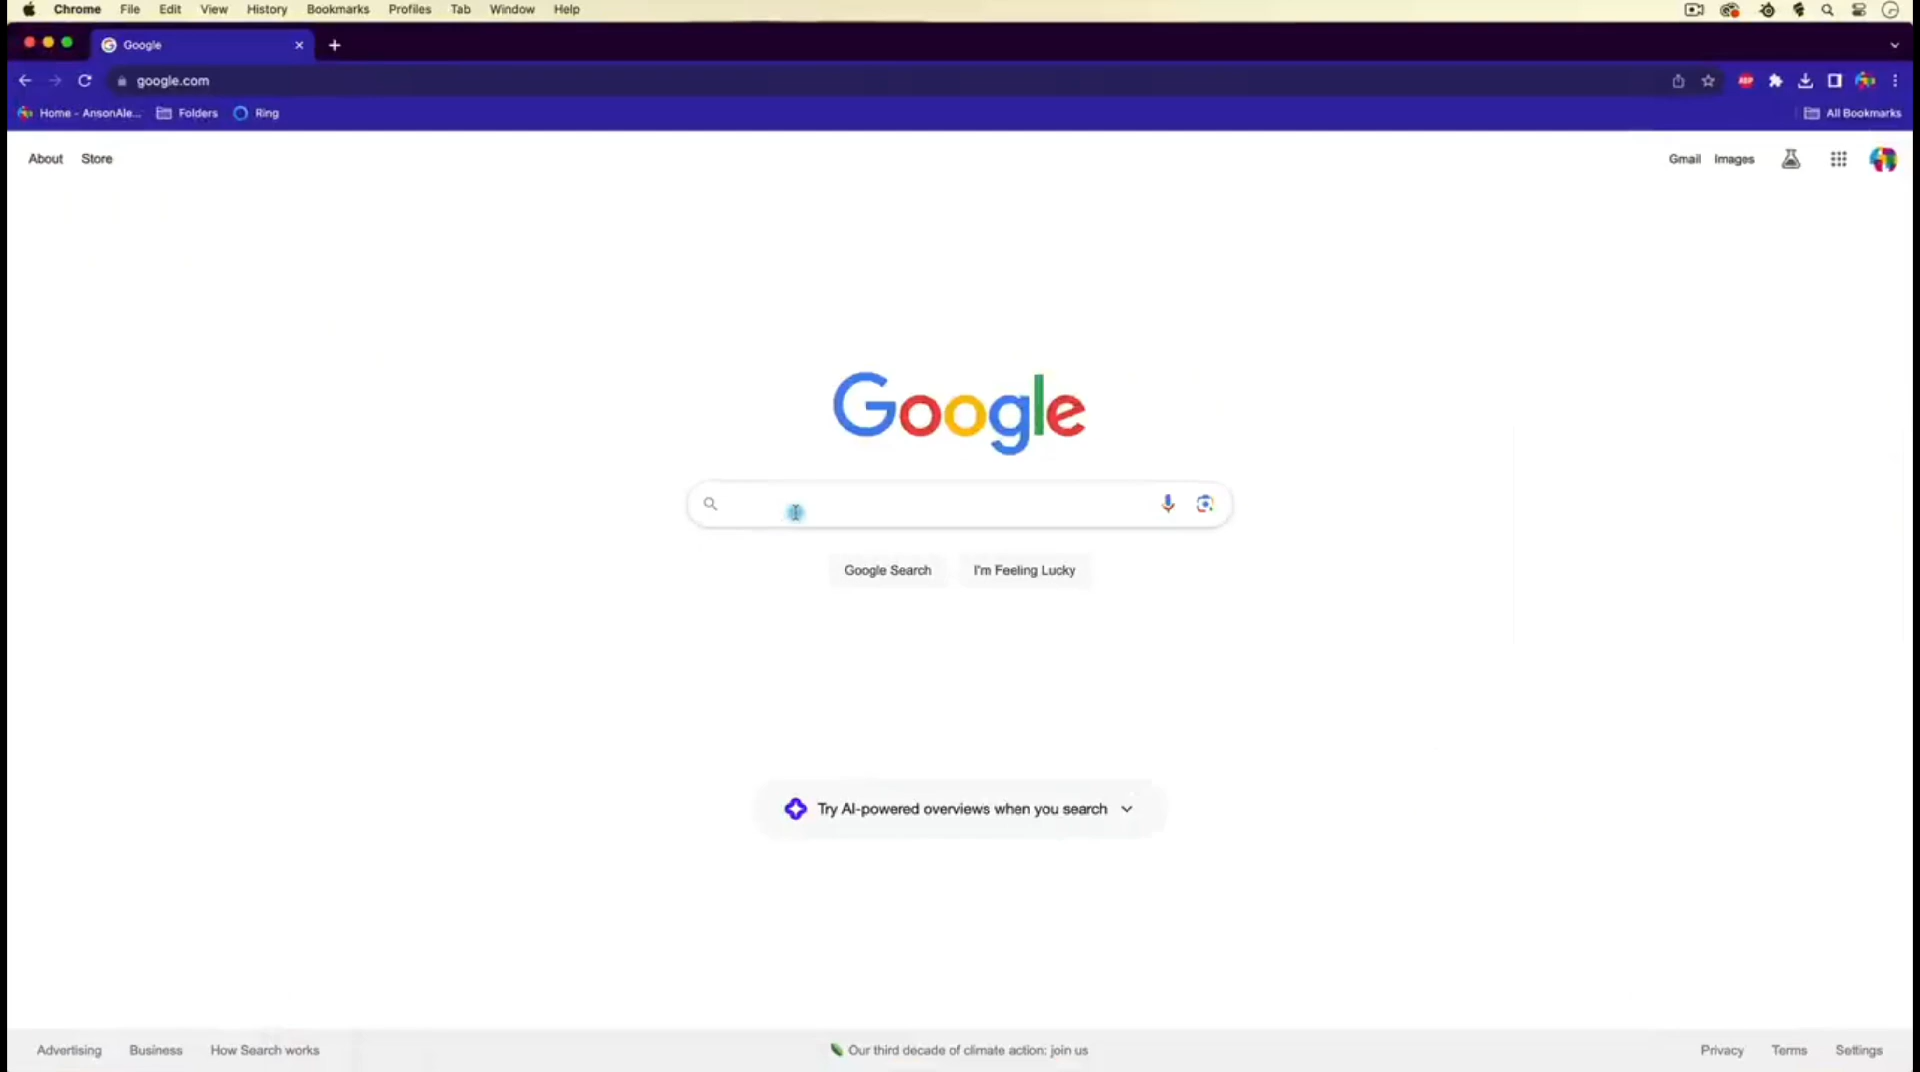 Chrome File Edit View History Bookmarks Profiles Tab Window Help
Google
google.com
ABP
Home - AnsonAle... Folders Ring All Bookmarks
About Store Gmail Images
Google
Google Search I'm Feeling Lucky
Try AI-powered overviews when you search
Advertising Business How Search works Our third decade of climate action: join us Privacy Terms Settings